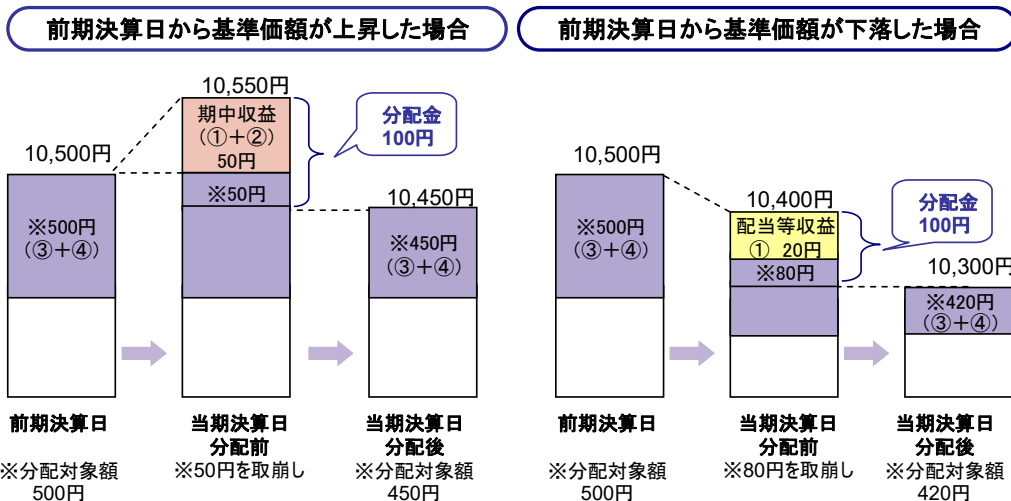 前期決算日から基準価額が上昇した場合
10,550円
期中収益
（①＋②）
50円
分配金
100円
10,500円
※50円
10,450円
※500円
（③＋④）
※450円
（③＋④）
前期決算日
当期決算日
分配前
当期決算日
分配後
※分配対象額
500円
※50円を取崩し
※分配対象額
450円
前期決算日から基準価額が下落した場合
10,500円
10,400円
分配金
100円
配当等収益
① 20円
※500円
（③＋④）
※80円
10,300円
※420円
（③＋④）
前期決算日
当期決算日
分配前
当期決算日
分配後
※分配対象額
500円
※80円を取崩し
※分配対象額
420円